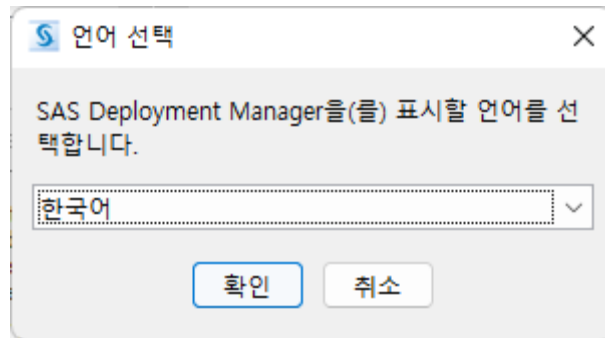 언어 선택
SAS Deployment Manager을(를) 표시할 언어를 선
택합니다.
한국어
확인
취소